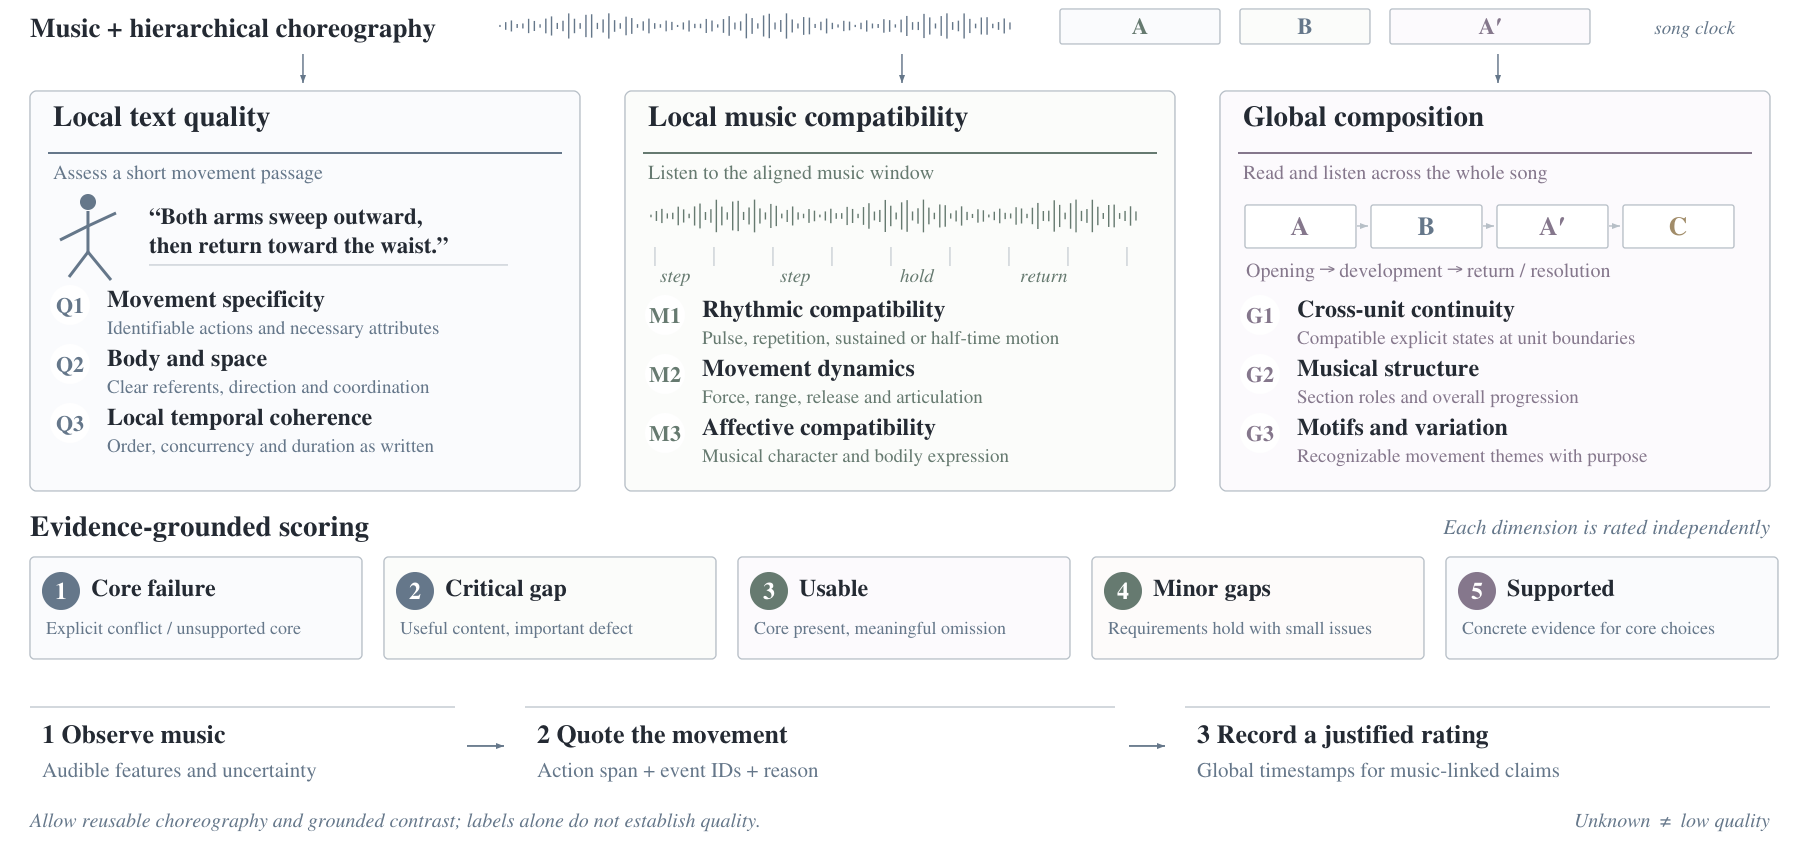 Music + hierarchical choreography
A
B
A′
song clock
Local text quality
Assess a short movement passage
“Both arms sweep outward,
then return toward the waist.”
Q1
Movement specificity
Identifiable actions and necessary attributes
Q2
Body and space
Clear referents, direction and coordination
Q3
Local temporal coherence
Order, concurrency and duration as written
Local music compatibility
Listen to the aligned music window
step step hold return
M1
Rhythmic compatibility
Pulse, repetition, sustained or half-time motion
M2
Movement dynamics
Force, range, release and articulation
M3
Affective compatibility
Musical character and bodily expression
Global composition
Read and listen across the whole song
A
B
A′
C
Opening → development → return / resolution
G1
Cross-unit continuity
Compatible explicit states at unit boundaries
G2
Musical structure
Section roles and overall progression
G3
Motifs and variation
Recognizable movement themes with purpose
Evidence-grounded scoring
Each dimension is rated independently
1 Core failure
Explicit conflict / unsupported core
2 Critical gap
Useful content, important defect
3 Usable
Core present, meaningful omission
4 Minor gaps
Requirements hold with small issues
5 Supported
Concrete evidence for core choices
1 Observe music
Audible features and uncertainty
2 Quote the movement
Action span + event IDs + reason
3 Record a justified rating
Global timestamps for music-linked claims
Allow reusable choreography and grounded contrast; labels alone do not establish quality.
Unknown ≠ low quality